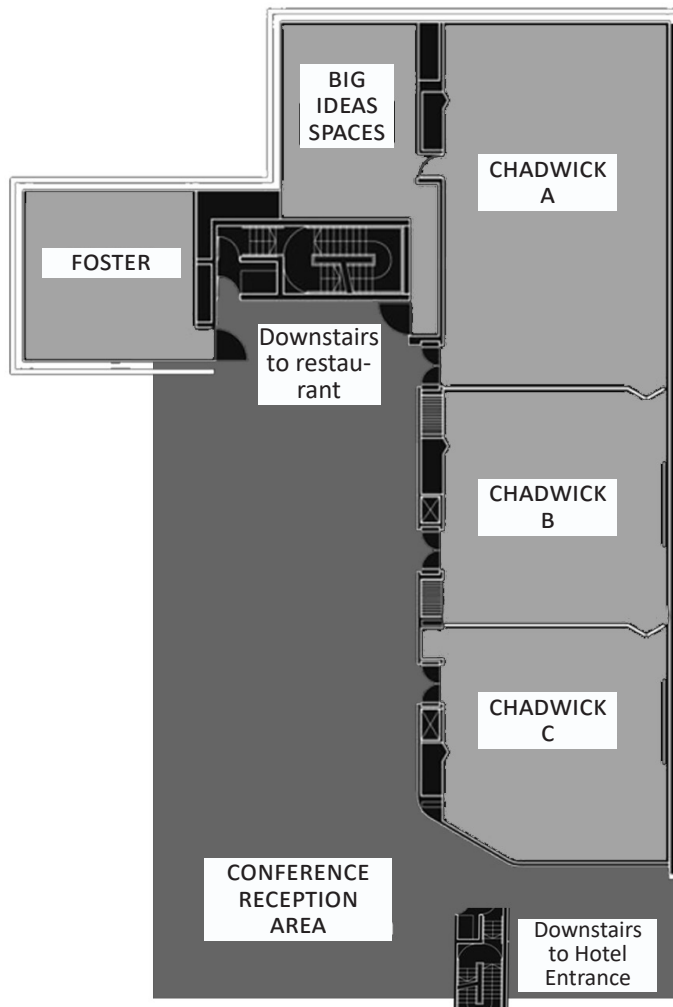 BIG
IDEAS
SPACES
CHADWICK
A
FOSTER
Downstairs
to restau-
rant
CHADWICK
B
CHADWICK
C
CONFERENCE
RECEPTION
AREA
Downstairs
to Hotel
Entrance